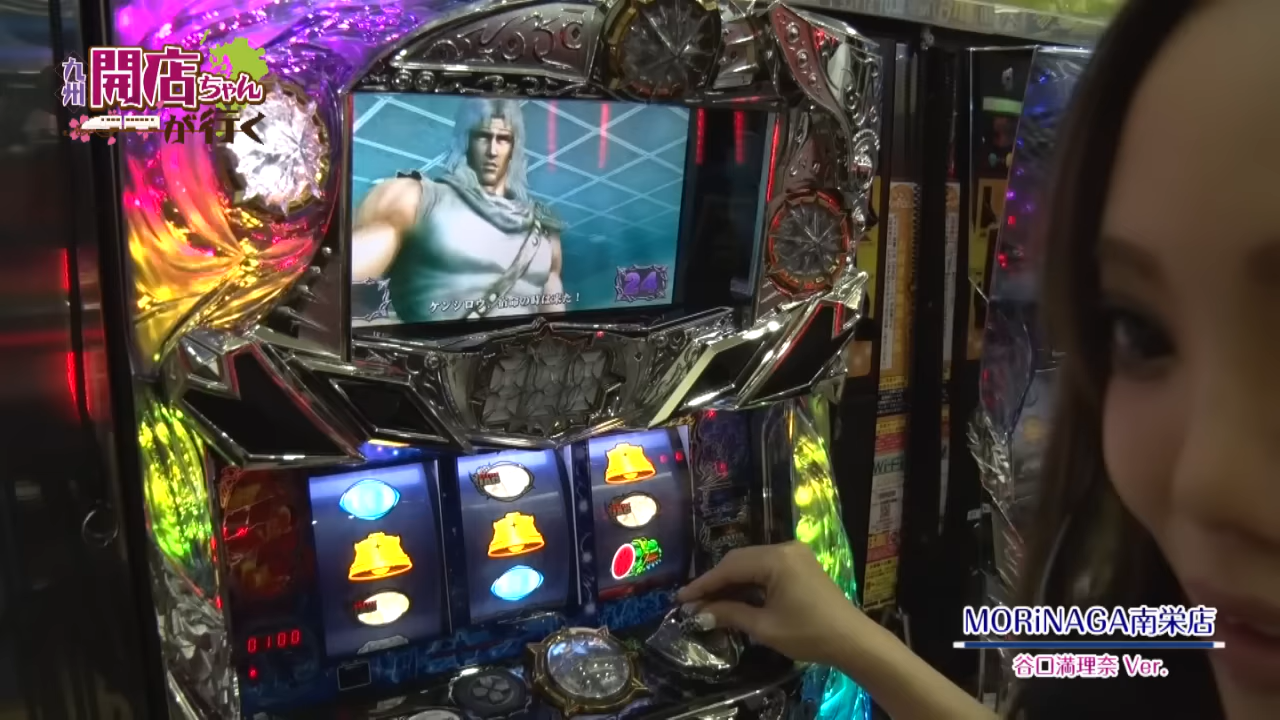 九州
開店ちゃん
が行く
ケンシロウ、宿命の時は来た！
24
0100
MORiNAGA南栄店
谷口満理奈 Ver.